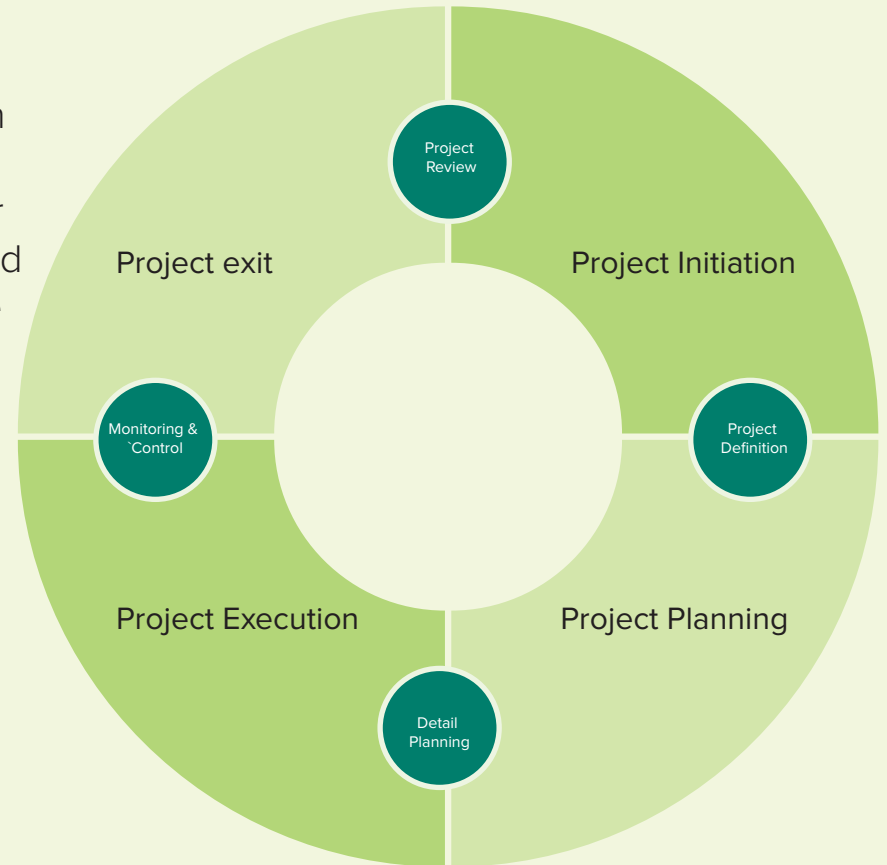 Project
Review
Project exit
Project Initiation
Monitoring &
`Control
Project
Definition
Project Execution
Project Planning
Detail
Planning